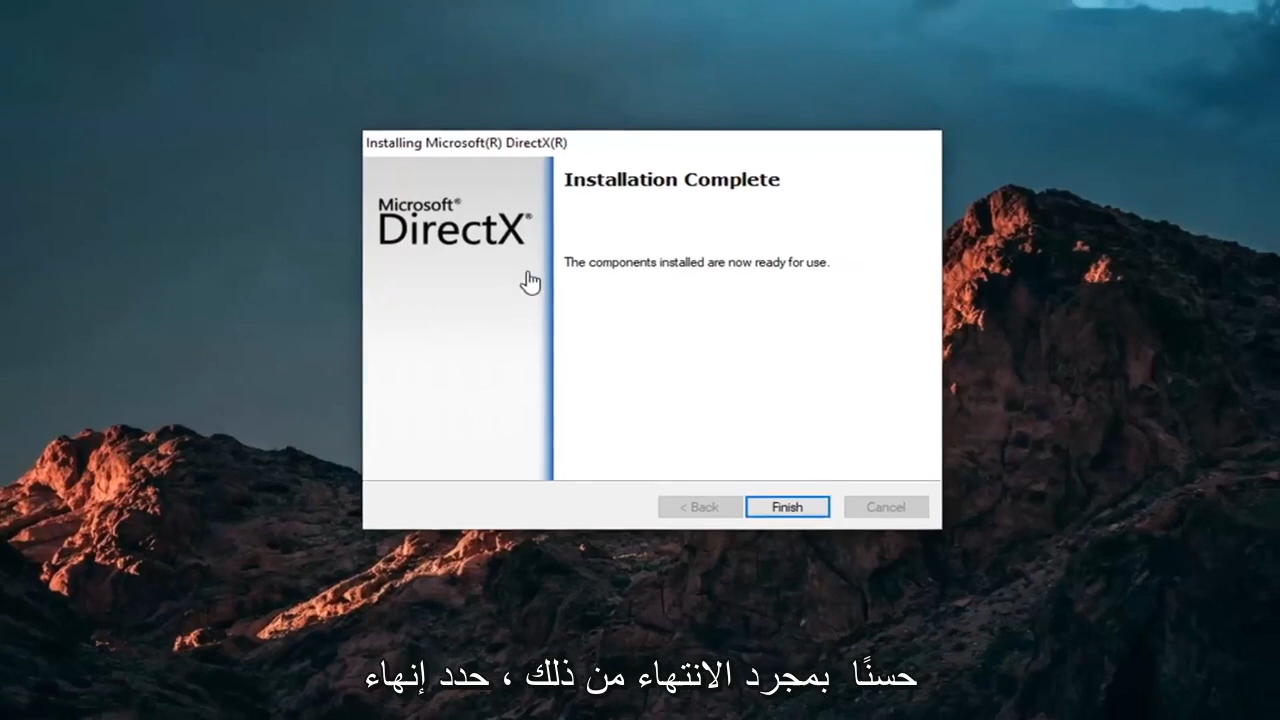 Installing Microsoft(R) DirectX(R)
Installation Complete
Microsoft®
DirectX®
The components installed are now ready for use.
< Back
Finish
Cancel
حسنًا بمجرد الانتهاء من ذلك ، حدد إنهاء